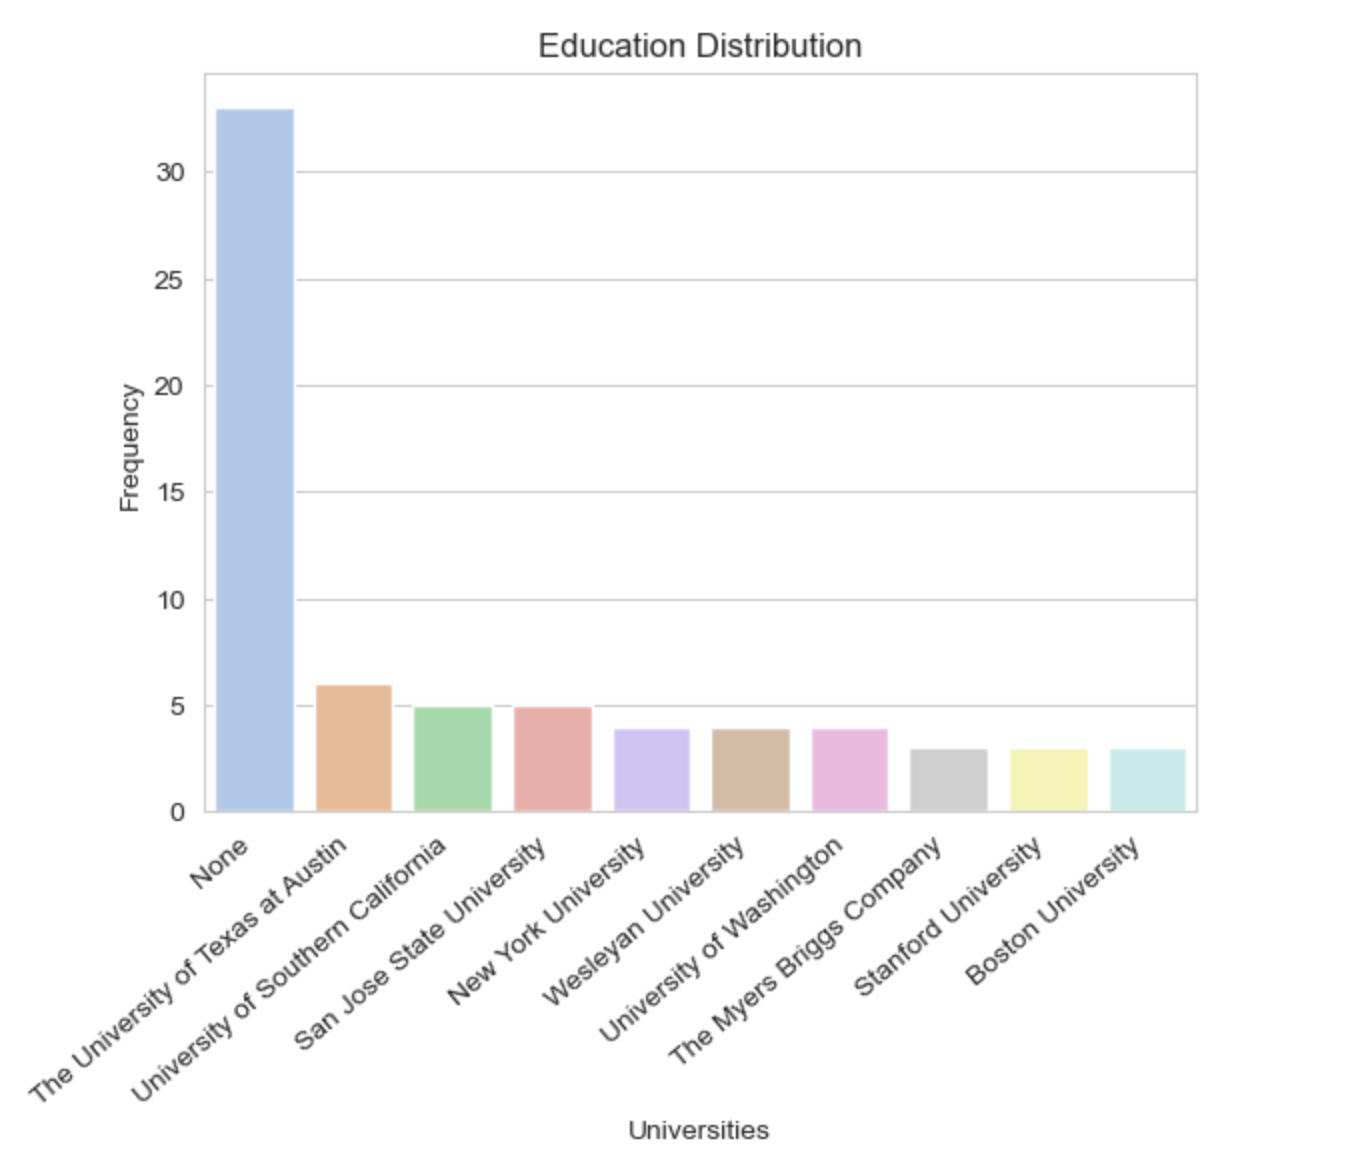 Education Distribution
30
25
20
15
10
5
0
Frequency
None
The University of Texas at Austin
University of Southern California
San Jose State University
New York University
Wesleyan University
University of Washington
The Myers Briggs Company
Stanford University
Boston University
Universities